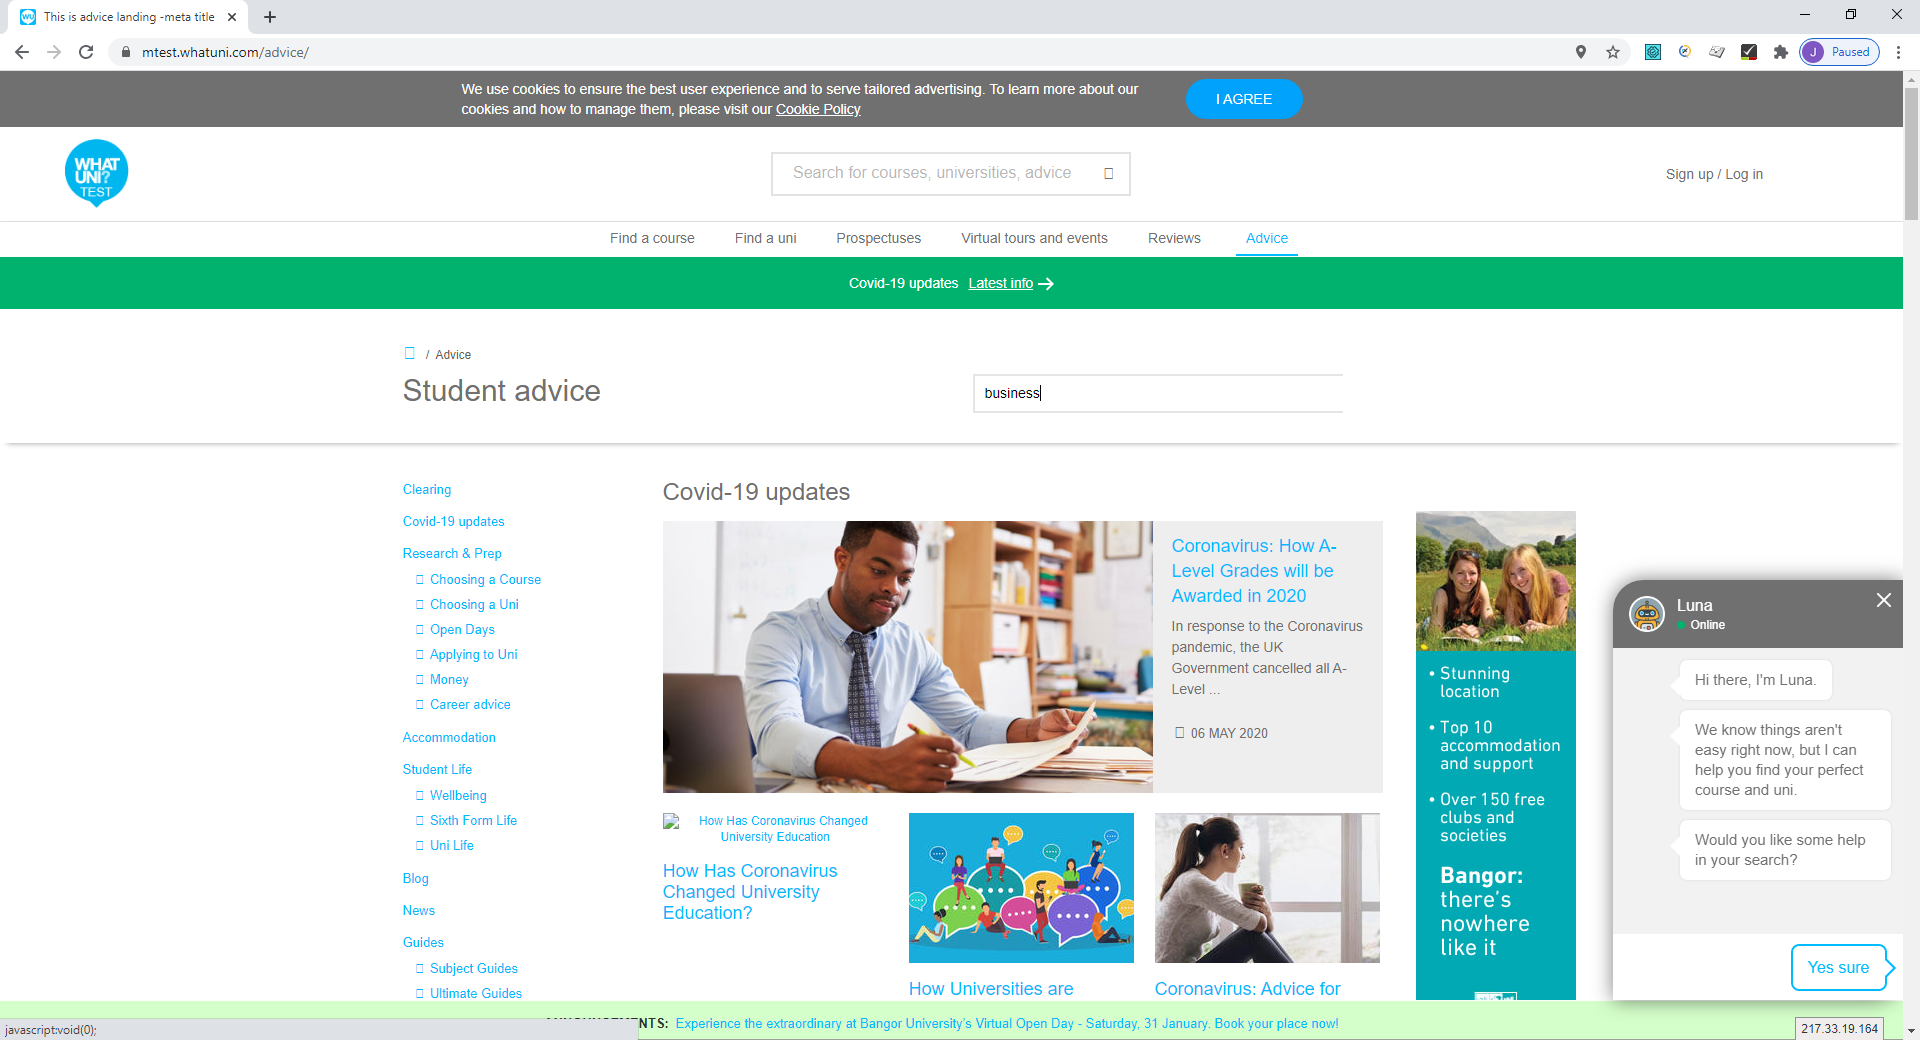 This is advice landing -meta title
mtest.whatuni.com/advice/
J Paused
We use cookies to ensure the best user experience and to serve tailored advertising. To learn more about our
cookies and how to manage them, please visit our Cookie Policy
I AGREE
WHAT
UNI?
TEST
Search for courses, universities, advice
Sign up / Log in
Find a course
Find a uni
Prospectuses
Virtual tours and events
Reviews
Advice
Covid-19 updates Latest info
/ Advice
Student advice
business
Clearing
Covid-19 updates
Research & Prep
Choosing a Course
Choosing a Uni
Open Days
Applying to Uni
Money
Career advice
Accommodation
Student Life
Wellbeing
Sixth Form Life
Uni Life
Blog
News
Guides
Subject Guides
Ultimate Guides
Covid-19 updates
Coronavirus: How A-
Level Grades will be
Awarded in 2020
In response to the Coronavirus
pandemic, the UK
Government cancelled all A-
Level ...
06 MAY 2020
How Has Coronavirus Changed
University Education
How Has Coronavirus
Changed University
Education?
How Universities are
Coronavirus: Advice for
• Stunning
location
• Top 10
accommodation
and support
• Over 150 free
clubs and
societies
Bangor:
there's
nowhere
like it
Luna
Online
Hi there, I'm Luna.
We know things aren't
easy right now, but I can
help you find your perfect
course and uni.
Would you like some help
in your search?
Yes sure
ANNOUNCEMENTS: Experience the extraordinary at Bangor University's Virtual Open Day - Saturday, 31 January. Book your place now!
javascript:void(0);
217.33.19.164